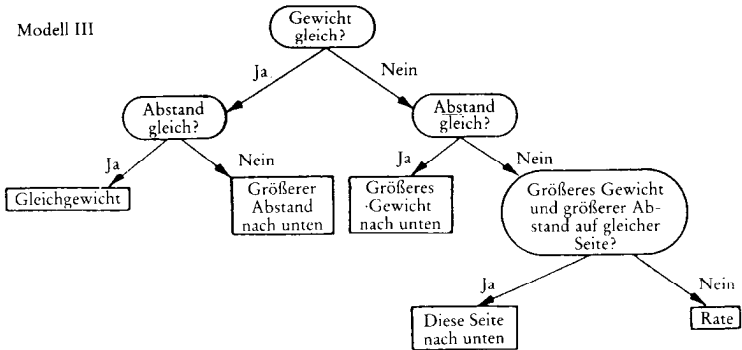 Modell III
Gewicht
gleich?
Ja
Nein
Abstand
gleich?
Abstand
gleich?
Ja
Nein
Ja
Nein
Gleichgewicht
Größerer
Abstand
nach unten
Größeres
Gewicht
nach unten
Größeres Gewicht
und größerer Ab-
stand auf gleicher
Seite?
Ja
Nein
Diese Seite
nach unten
Rate